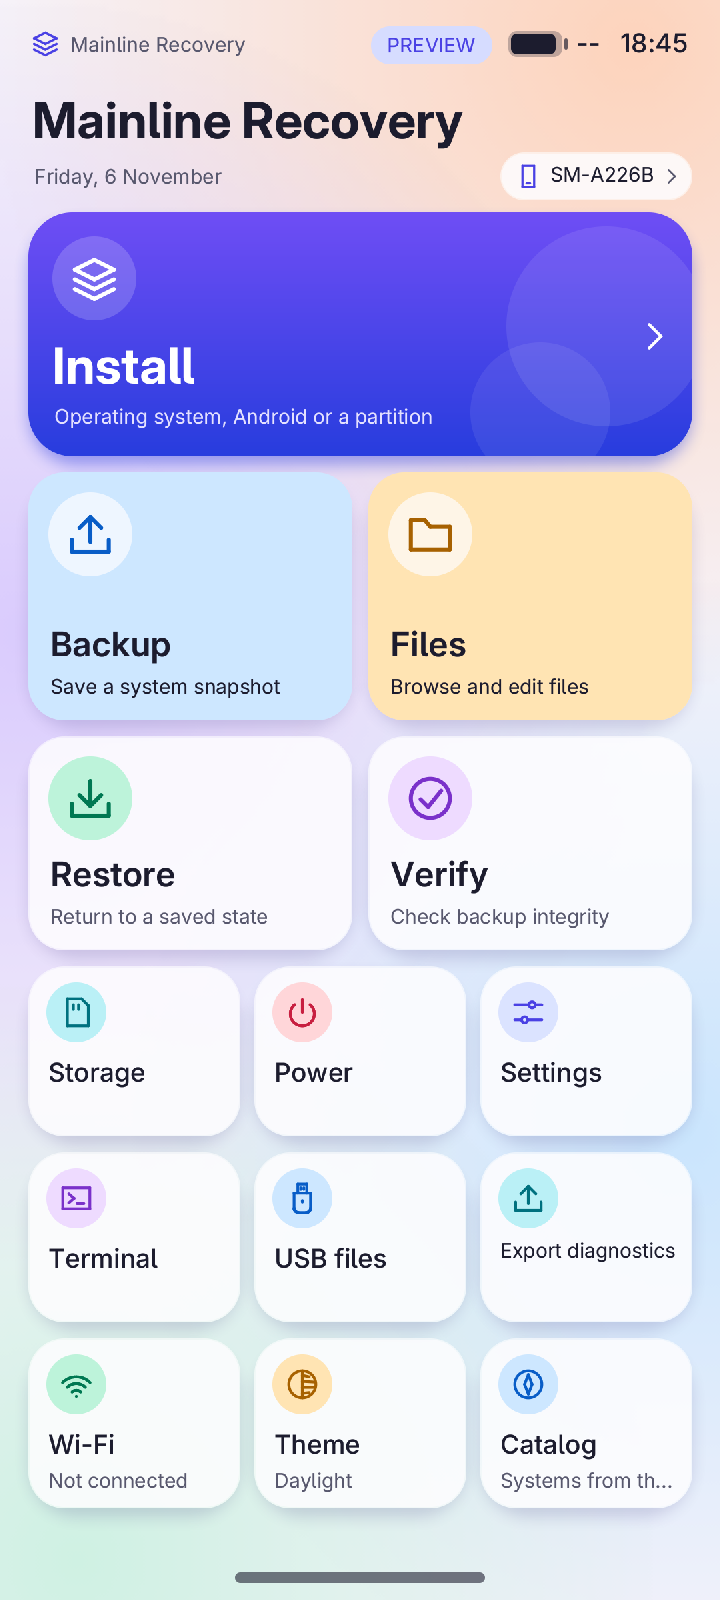 Mainline Recovery
PREVIEW
--
18:45
Mainline Recovery
Friday, 6 November
SM-A226B
Install
Operating system, Android or a partition
Backup
Save a system snapshot
Files
Browse and edit files
Restore
Return to a saved state
Verify
Check backup integrity
Storage
Power
Settings
Terminal
USB files
Export diagnostics
Wi-Fi
Not connected
Theme
Daylight
Catalog
Systems from th...